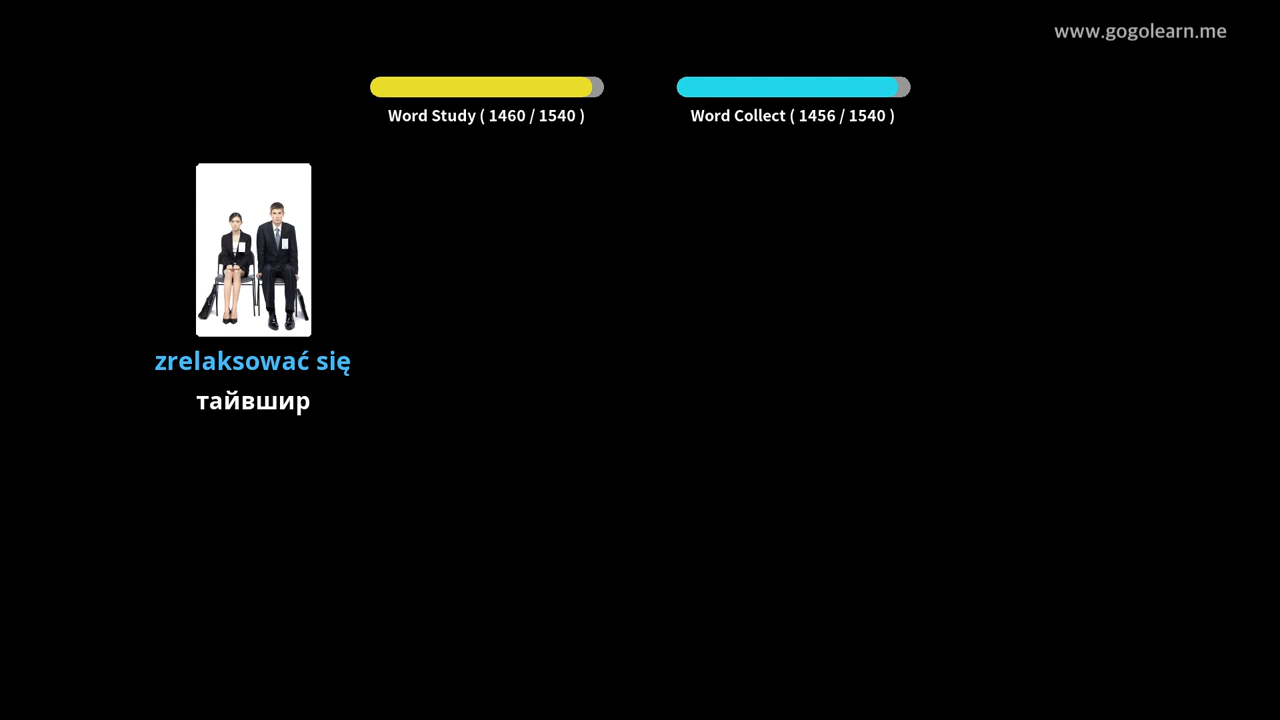 www.gogolearn.me
Word Study ( 1460 / 1540 )
Word Collect ( 1456 / 1540 )
zrelaksować się
тайвшир